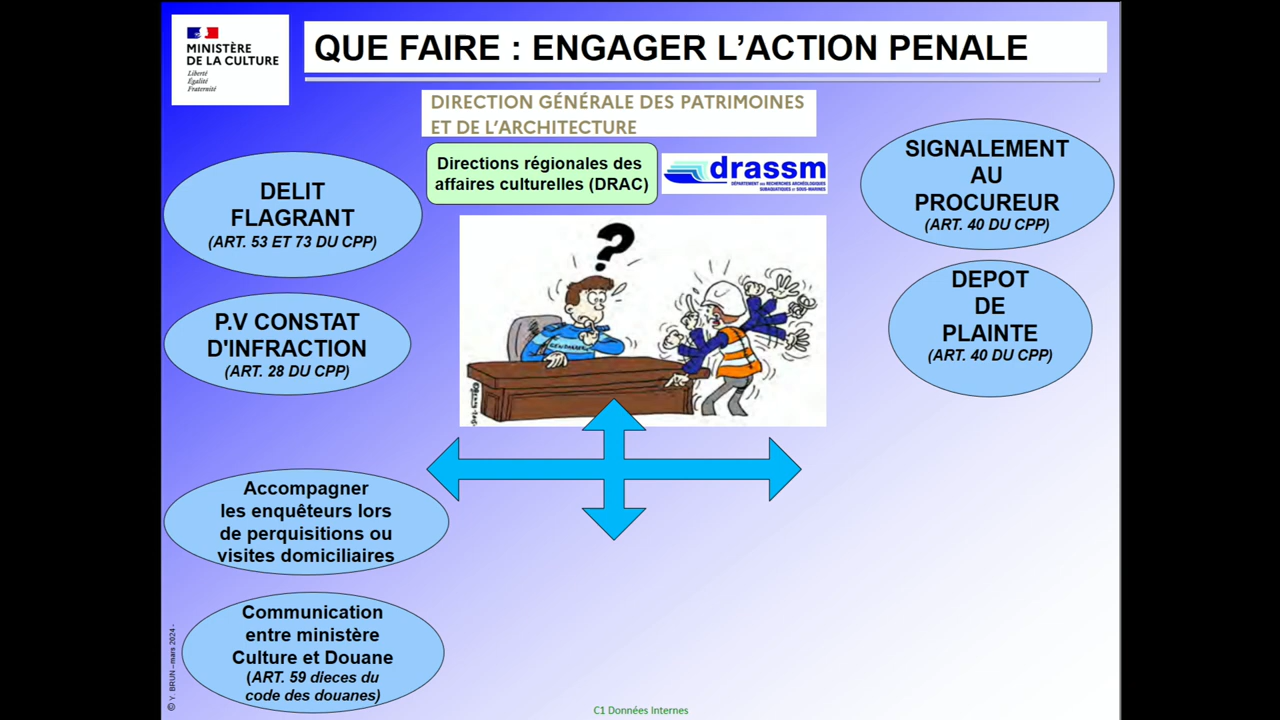 MINISTÈRE
DE LA CULTURE
Liberté
Égalité
Fraternité
QUE FAIRE : ENGAGER L’ACTION PENALE
DIRECTION GÉNÉRALE DES PATRIMOINES
ET DE L’ARCHITECTURE
Directions régionales des
affaires culturelles (DRAC)
drassm
DÉPARTEMENT DES RECHERCHES ARCHÉOLOGIQUES
SUBAQUATIQUES ET SOUS-MARINES
DELIT
FLAGRANT
(ART. 53 ET 73 DU CPP)
P.V CONSTAT
D'INFRACTION
(ART. 28 DU CPP)
?
GENDARME
SIGNALEMENT
AU
PROCUREUR
(ART. 40 DU CPP)
DEPOT
DE
PLAINTE
(ART. 40 DU CPP)
Accompagner
les enquêteurs lors
de perquisitions ou
visites domiciliaires
Communication
entre ministère
Culture et Douane
(ART. 59 dieces du
code des douanes)
© Y. BRUN –mars 2024 -
C1 Données Internes